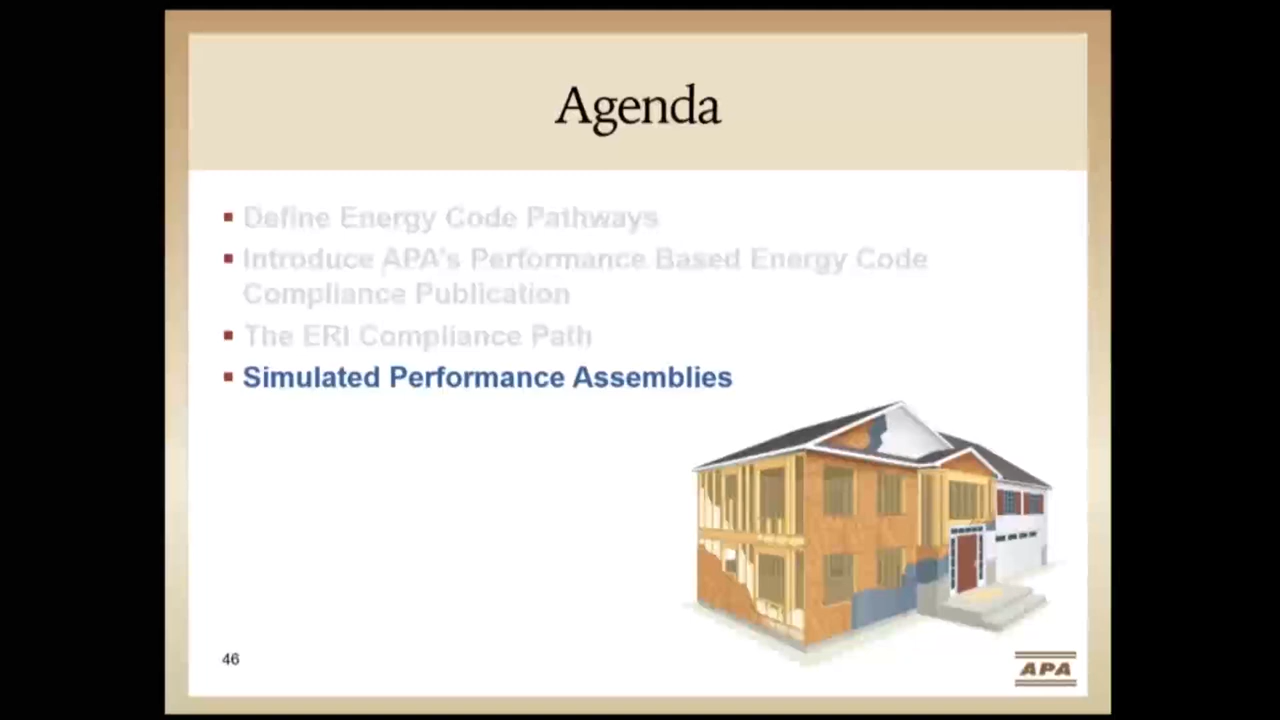 Agenda
Define Energy Code Pathways
Introduce APA's Performance Based Energy Code
Compliance Publication
The ERI Compliance Path
Simulated Performance Assemblies
46
APA